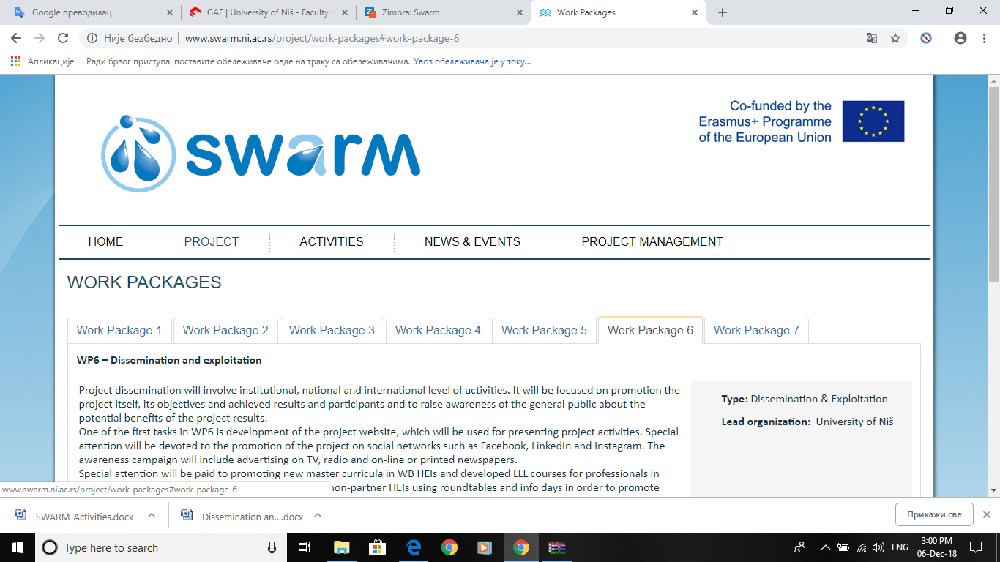 Google преводилац
GAF | University of Niš - Faculty o
Zimbra: Swarm
Work Packages
Није безбедно
www.swarm.ni.ac.rs/project/work-packages#work-package-6
Апликације
Ради брзог приступа, поставите обележиваче овде на траку са обележивачима.
Увоз обележивача је у току...
swarm
Co-funded by the
Erasmus+ Programme
of the European Union
HOME
PROJECT
ACTIVITIES
NEWS & EVENTS
PROJECT MANAGEMENT
WORK PACKAGES
Work Package 1
Work Package 2
Work Package 3
Work Package 4
Work Package 5
Work Package 6
Work Package 7
WP6 – Dissemination and exploitation
Project dissemination will involve institutional, national and international level of activities. It will be focused on promotion the
project itself, its objectives and achieved results and participants and to raise awareness of the general public about the
potential benefits of the project results.
One of the first tasks in WP6 is development of the project website, which will be used for presenting project activities. Special
attention will be devoted to the promotion of the project on social networks such as Facebook, LinkedIn and Instagram. The
awareness campaign will include advertising on TV, radio and on-line or printed newspapers.
Special attention will be paid to promoting new master curricula in WB HEIs and developed LLL courses for professionals in
non-partner HEIs using roundtables and info days in order to promote
Type: Dissemination & Exploitation
Lead organization: University of Niš
www.swarm.ni.ac.rs/project/work-packages#work-package-6
SWARM-Activities.docx
Dissemination an....docx
Прикажи све
Type here to search
ENG
3:00 PM
06-Dec-18